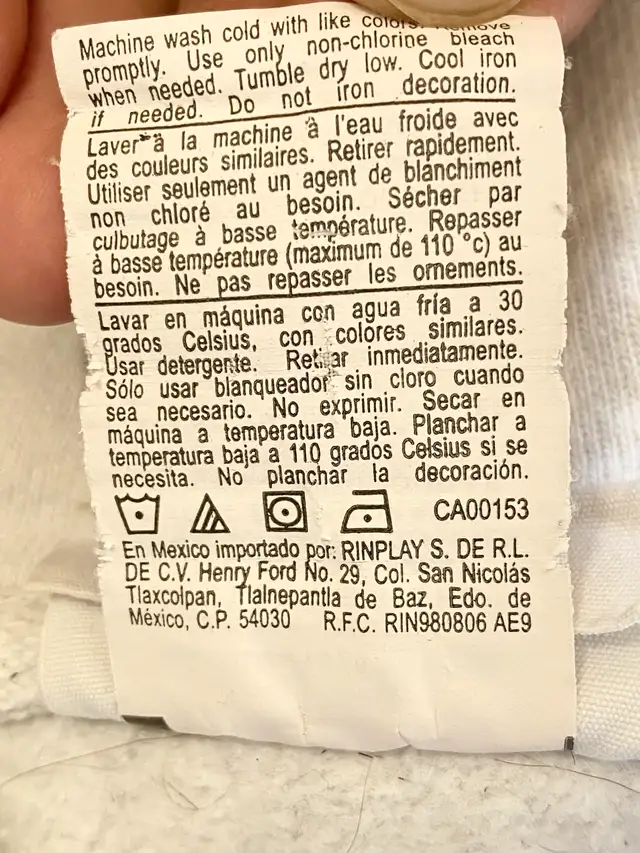 Machine wash cold with like colors. Remove
promptly. Use only non-chlorine bleach
when needed. Tumble dry low. Cool iron
if needed. Do not iron decoration.
Laver à la machine à l'eau froide avec
des couleurs similaires. Retirer rapidement.
Utiliser seulement un agent de blanchiment
non chloré au besoin. Sécher par
culbutage à basse température. Repasser
à basse température (maximum de 110 °c) au
besoin. Ne pas repasser les ornements.
Lavar en máquina con agua fría a 30
grados Celsius, con colores similares.
Usar detergente. Retirar inmediatamente.
Sólo usar blanqueador sin cloro cuando
sea necesario. No exprimir. Secar en
máquina a temperatura baja. Planchar a
temperatura baja a 110 grados Celsius si se
necesita. No planchar la decoración.
CA00153
En Mexico importado por: RINPLAY S. DE R.L.
DE C.V. Henry Ford No. 29, Col. San Nicolás
Tlaxcolpan, Tlalnepantla de Baz, Edo. de
México, C.P. 54030 R.F.C. RIN980806 AE9